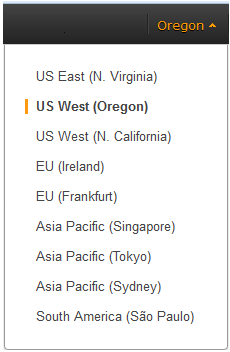 Oregon
US East (N. Virginia)
US West (Oregon)
US West (N. California)
EU (Ireland)
EU (Frankfurt)
Asia Pacific (Singapore)
Asia Pacific (Tokyo)
Asia Pacific (Sydney)
South America (São Paulo)